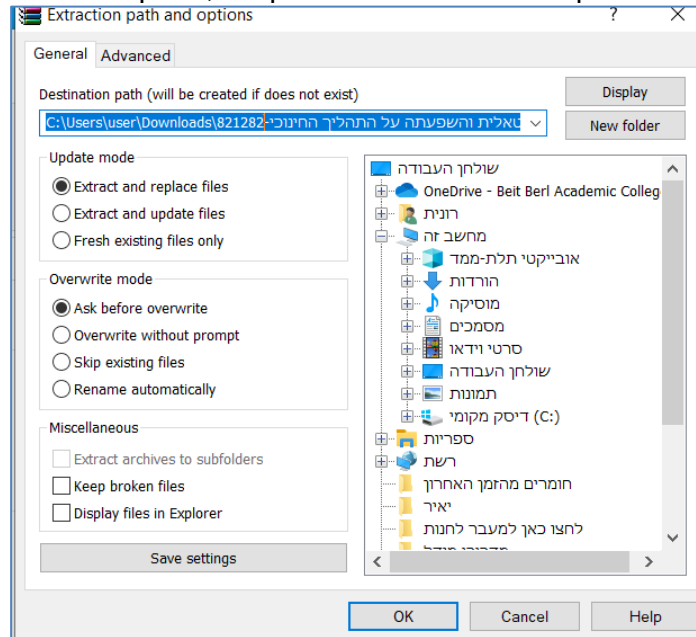 Extraction path and options
?
General
Advanced
Destination path (will be created if does not exist)
Display
C:\Users\user\Downloads\821282-טאלית והשפעתה על התהליך החינוכי
New folder
Update mode
Extract and replace files
Extract and update files
Fresh existing files only
Overwrite mode
Ask before overwrite
Overwrite without prompt
Skip existing files
Rename automatically
Miscellaneous
Extract archives to subfolders
Keep broken files
Display files in Explorer
Save settings
שולחן העבודה
OneDrive - Beit Berl Academic Colleg
רונית
מחשב זה
אובייקטי תלת-ממד
הורדות
מוסיקה
מסמכים
סרטי וידאו
שולחן העבודה
תמונות
דיסק מקומי (C:)
ספריות
רשת
חומרים מהזמן האחרון
יאיר
לחצו כאן למעבר לחנות
OK
Cancel
Help